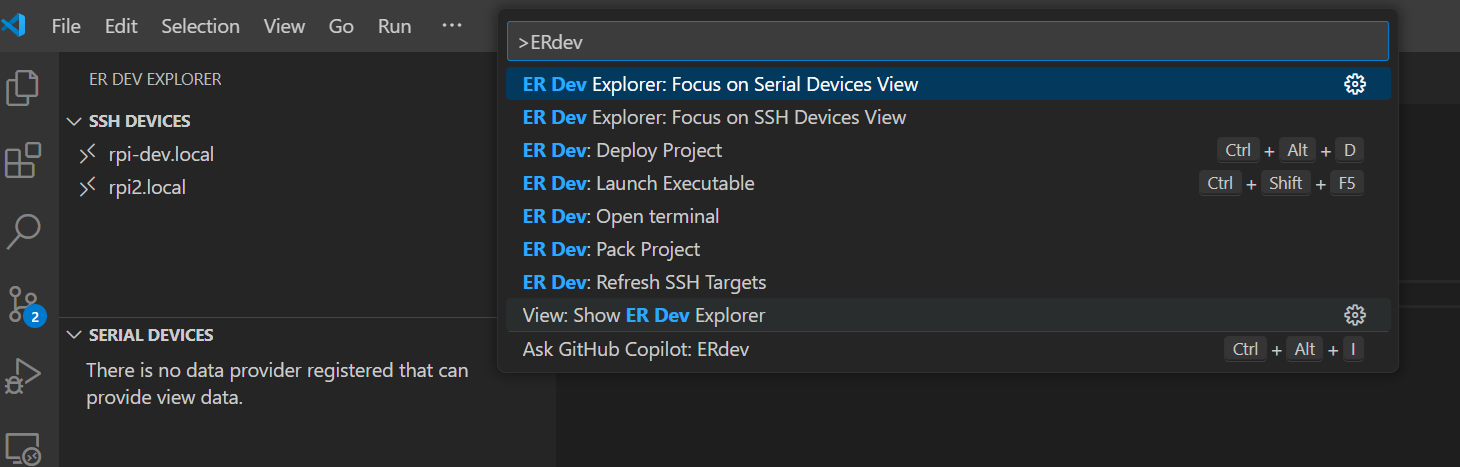 File Edit Selection View Go Run ···
>ERdev
ER DEV EXPLORER
SSH DEVICES
rpi-dev.local
rpi2.local
2
SERIAL DEVICES
There is no data provider registered that can
provide view data.
ER Dev Explorer: Focus on Serial Devices View
ER Dev Explorer: Focus on SSH Devices View
ER Dev: Deploy Project Ctrl + Alt + D
ER Dev: Launch Executable Ctrl + Shift + F5
ER Dev: Open terminal
ER Dev: Pack Project
ER Dev: Refresh SSH Targets
View: Show ER Dev Explorer
Ask GitHub Copilot: ERdev Ctrl + Alt + I